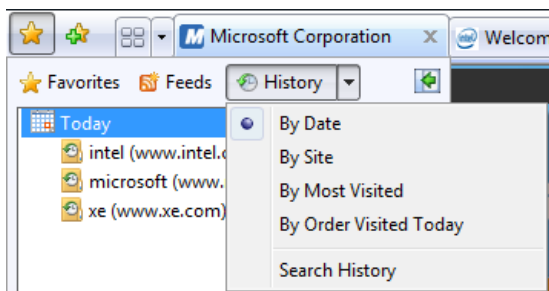 Microsoft Corporation
Welcom
Favorites Feeds History
Today
intel (www.intel.c
microsoft (www.
xe (www.xe.com)
By Date
By Site
By Most Visited
By Order Visited Today
Search History